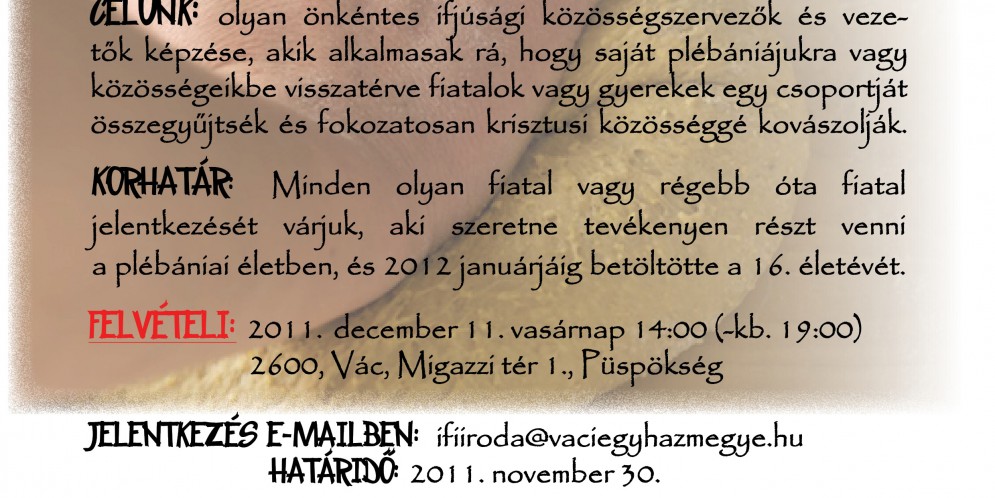 CÉLUNK: olyan önkéntes ifjúsági közösségszervezők és veze-
tők képzése, akik alkalmasak rá, hogy saját plébániájukra vagy
közösségeikbe visszatérve fiatalok vagy gyerekek egy csoportját
összegyűjtsék és fokozatosan krisztusi közösséggé kovászolják.
KORHATÁR: Minden olyan fiatal vagy régebb óta fiatal
jelentkezését várjuk, aki szeretne tevékenyen részt venni
a plébániai életben, és 2012 januárjáig betöltötte a 16. életévét.
FELVÉTELI: 2011. december 11. vasárnap 14:00 (-kb. 19:00)
2600, Vác, Migazzi tér 1., Püspökség
JELENTKEZÉS E-MAILBEN: ifiiroda@vaciegyhazmegye.hu
HATÁRIDŐ: 2011. november 30.